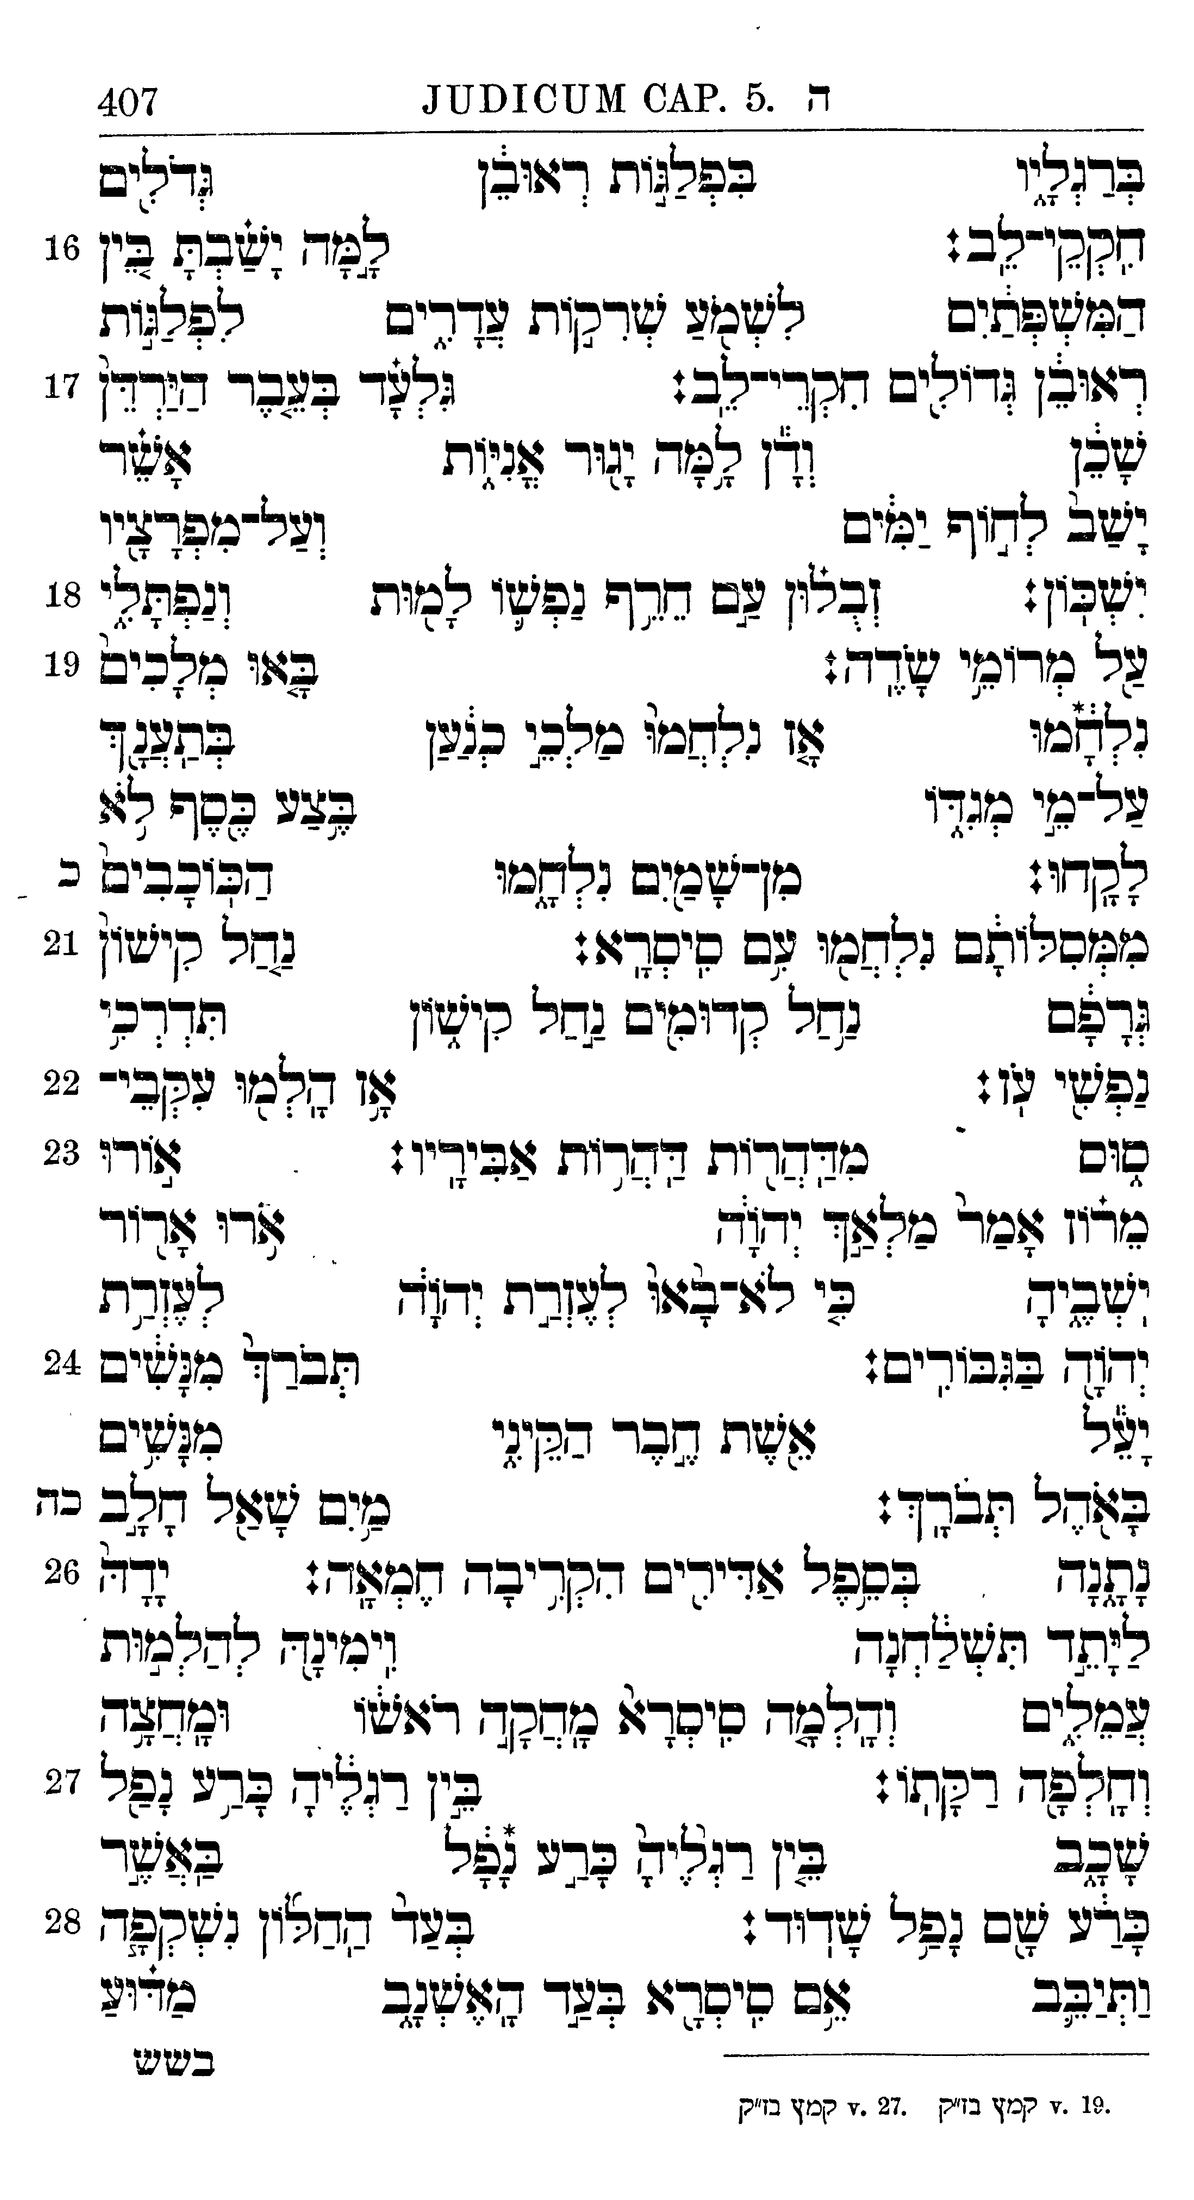 407 JUDICUM CAP. 5. ה
בְּרַגְלָ֑יו בִּפְלַגּ֣וֹת רְאוּבֵ֔ן גְּדֹלִ֖ים
חִקְקֵי־לֵֽב׃ לָ֣מָּה יָשַׁ֗בְתָּ בֵּ֚ין 16
הַֽמִּשְׁפְּתַ֔יִם לִשְׁמֹ֖עַ שְׁרִק֣וֹת עֲדָרִ֑ים לִפְלַגּ֣וֹת
רְאוּבֵ֔ן גְּדוֹלִ֖ים חִקְרֵי־לֵֽב׃ גִּלְעָ֗ד בְּעֵ֤בֶר הַיַּרְדֵּן֙ 17
שָׁכֵ֔ן וְדָ֕ן לָ֥מָּה יָג֖וּר אֳנִיּ֑וֹת אָשֵׁ֗ר
יָשַׁב֙ לְח֣וֹף יַמִּ֔ים וְעַל־מִפְרָצָ֖יו
יִשְׁכּֽוֹן׃ זְבֻל֗וּן עַ֣ם חֵרֵ֥ף נַפְשׁ֛וֹ לָמ֖וּת וְנַפְתָּלִ֑י 18
עַ֖ל מְרוֹמֵ֥י שָׂדֶֽה׃ בָּ֤אוּ מְלָכִים֙ 19
נִלְחָ֔מוּ* אָ֤ז נִלְחֲמוּ֙ מַלְכֵ֣י כְנַ֔עַן בְּתַעְנָ֖ךְ
עַל־מֵ֣י מְגִדּ֑וֹ בֶּ֥צַע כֶּ֖סֶף לֹ֥א
לָקָֽחוּ׃ מִן־שָׁמַ֖יִם נִלְחָ֑מוּ הַכּֽוֹכָבִים֙ כ
מִמְּסִלּוֹתָ֔ם נִלְחֲמ֖וּ עִ֥ם סִֽיסְרָֽא׃ נַ֤חַל קִישׁוֹן֙ 21
גְּרָפָ֔ם נַ֥חַל קְדוּמִ֖ים נַ֣חַל קִישׁ֑וֹן תִּדְרְכִ֥י
נַפְשִׁ֖י עֹֽז׃ אָ֥ז הָֽלְמ֖וּ עִקְּבֵי־ 22
ס֑וּס מִֽדַּֽהֲר֖וֹת דַּֽהֲר֥וֹת אַבִּירָֽיו׃ א֣וֹרוּ 23
מֵר֗וֹז אָמַר֙ מַלְאַ֣ךְ יְהוָֹ֔ה אֹ֥רוּ אָר֖וֹר
יֽשְׁבֶ֑יהָ כִּ֤י לֹא־בָ֙אוּ֙ לְעֶזְרַ֣ת יְהוָֹ֔ה לְעֶזְרַ֥ת
יְהוָֹ֖ה בַּגִּבּוֹרִֽים׃ תְּבֹרַךְ֙ מִנָּשִׁ֔ים 24
יָעֵ֕ל אֵ֖שֶׁת חֶ֣בֶר הַקֵּינִ֑י מִנָּשִׁ֥ים
בָּאֹ֖הֶל תְּבֹרָֽךְ׃ מַ֥יִם שָׁאַ֖ל חָלָ֣ב כה
נָתָ֑נָה בְּסֵ֥פֶל אַדִּירִ֖ים הִקְרִ֥יבָה חֶמְאָֽה׃ יָדָהּ֙ 26
לַיָּתֵ֣ד תִּשְׁלַ֔חְנָה וִֽימִינָ֖הּ לְהַלְמ֣וּת
עֲמֵלִ֑ים וְהָֽלְמָ֤ה סִֽיסְרָא֙ מָֽחֲקָ֣ה רֹאשׁ֔וֹ וּמָֽחֲצָ֥ה
וְחָֽלְפָ֖ה רַקָּתֽוֹ׃ בֵּ֣ין רַגְלֶ֔יהָ כָּרַ֥ע נָפַ֖ל 27
שָׁכָ֑ב בֵּ֤ין רַגְלֶ֙יהָ֙ כָּרַ֣ע נָפָ֔ל* בַּֽאֲשֶׁ֣ר
כָּרַ֔ע שָׁ֖ם נָפַ֥ל שָׁדֽוּד׃ בְּעַד֩ הַֽחַלּ֨וֹן נִשְׁקְפָ֧ה 28
וַתְּיַבֵּ֛ב אֵ֥ם סִֽיסְרָ֖א בְּעַ֣ד הָֽאֶשְׁנָ֑ב מַדּ֗וּעַ
בשש
v. 19. קמץ בז״ק v. 27. קמץ בז״ק